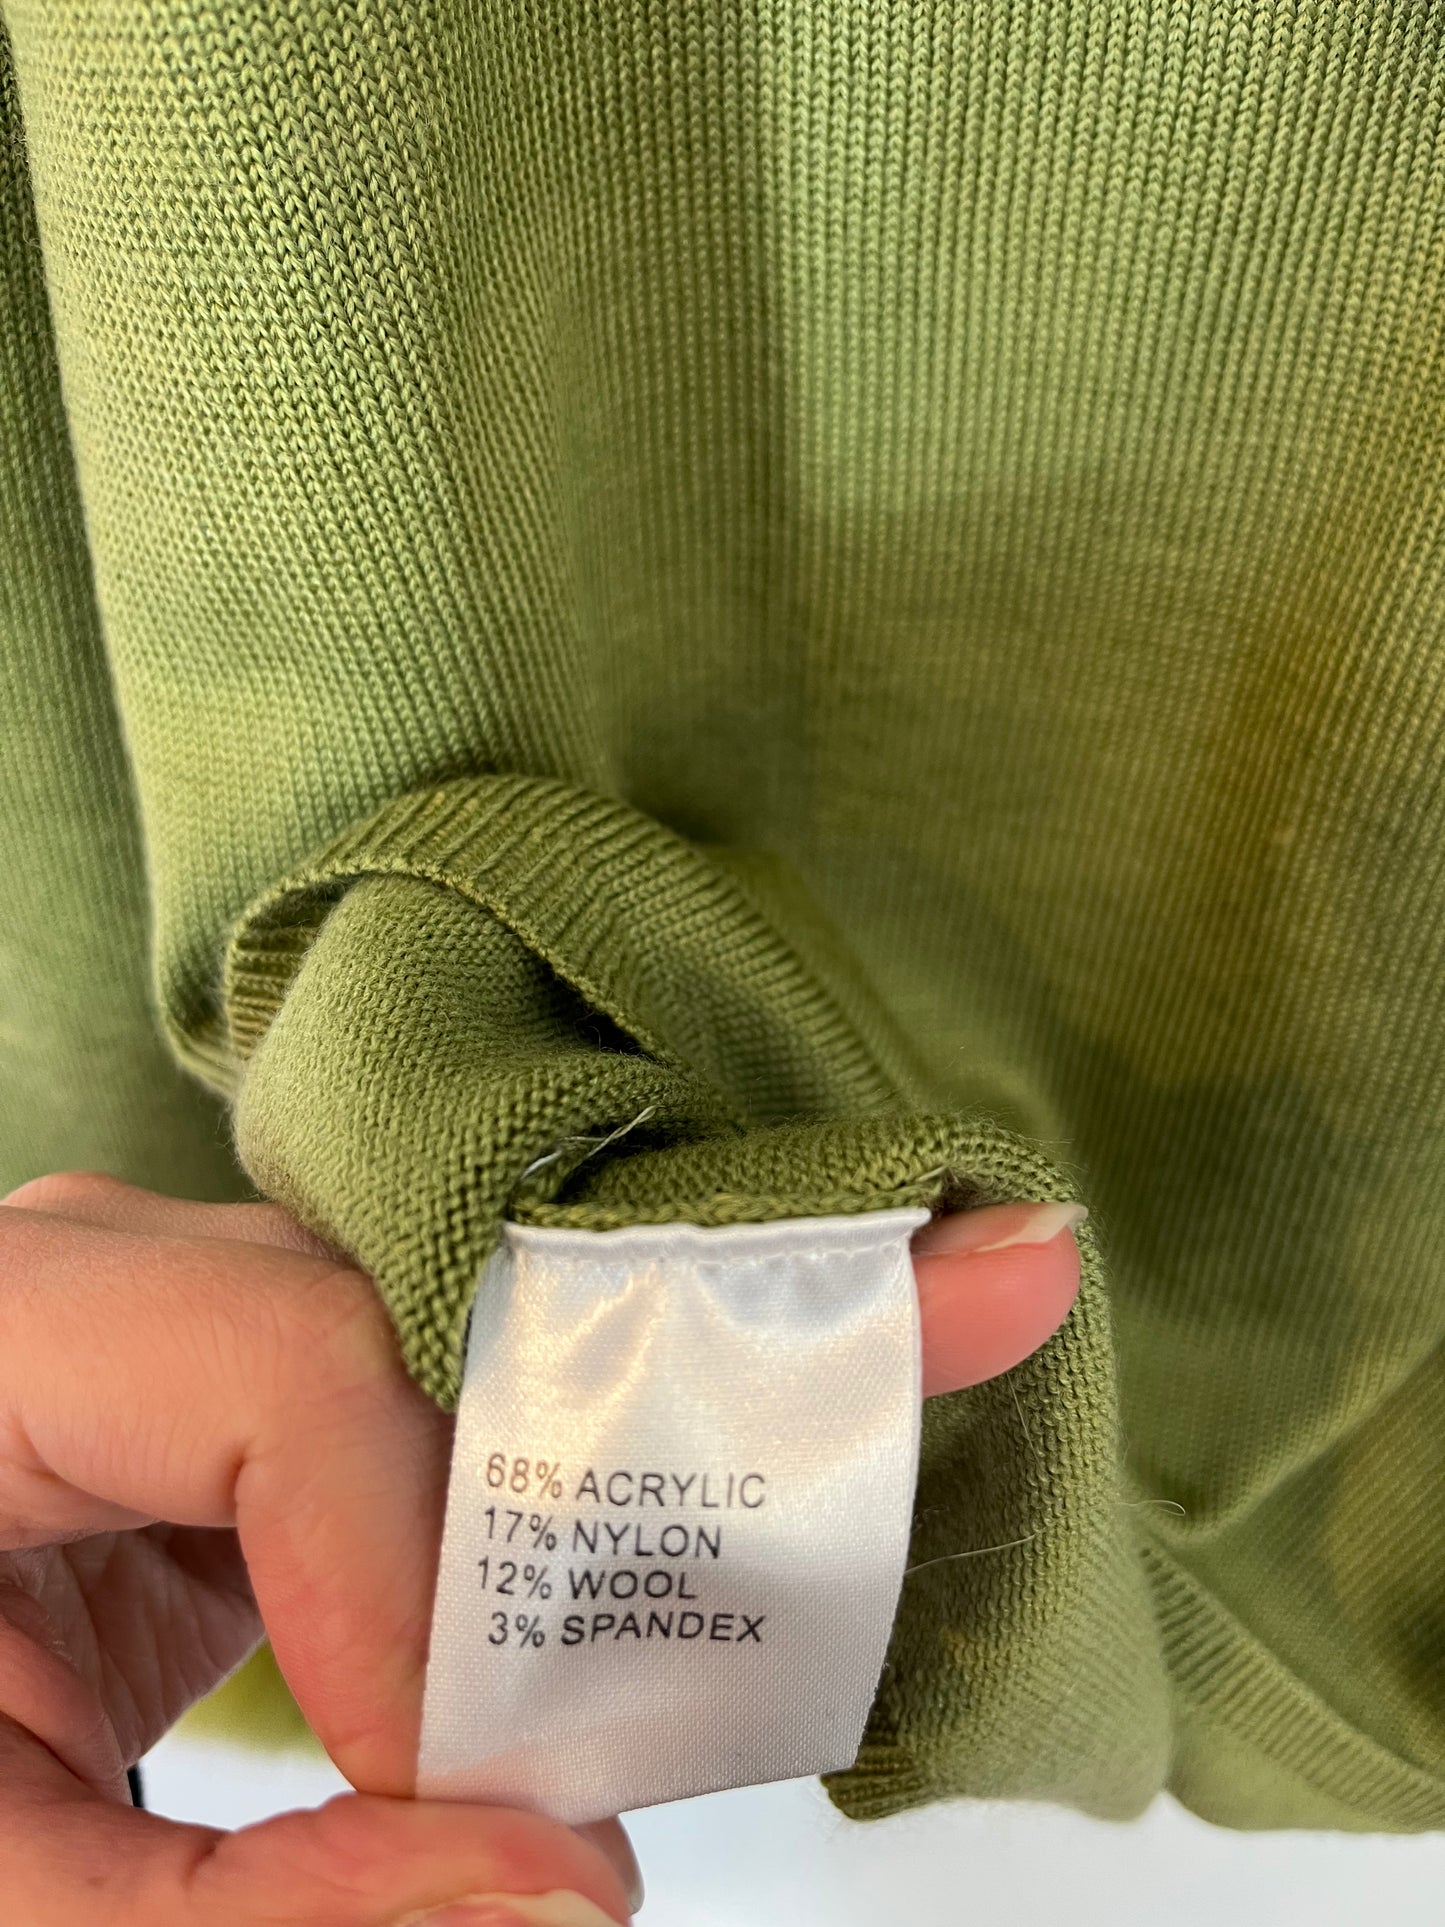 68% ACRYLIC
17% NYLON
12% WOOL
3% SPANDEX